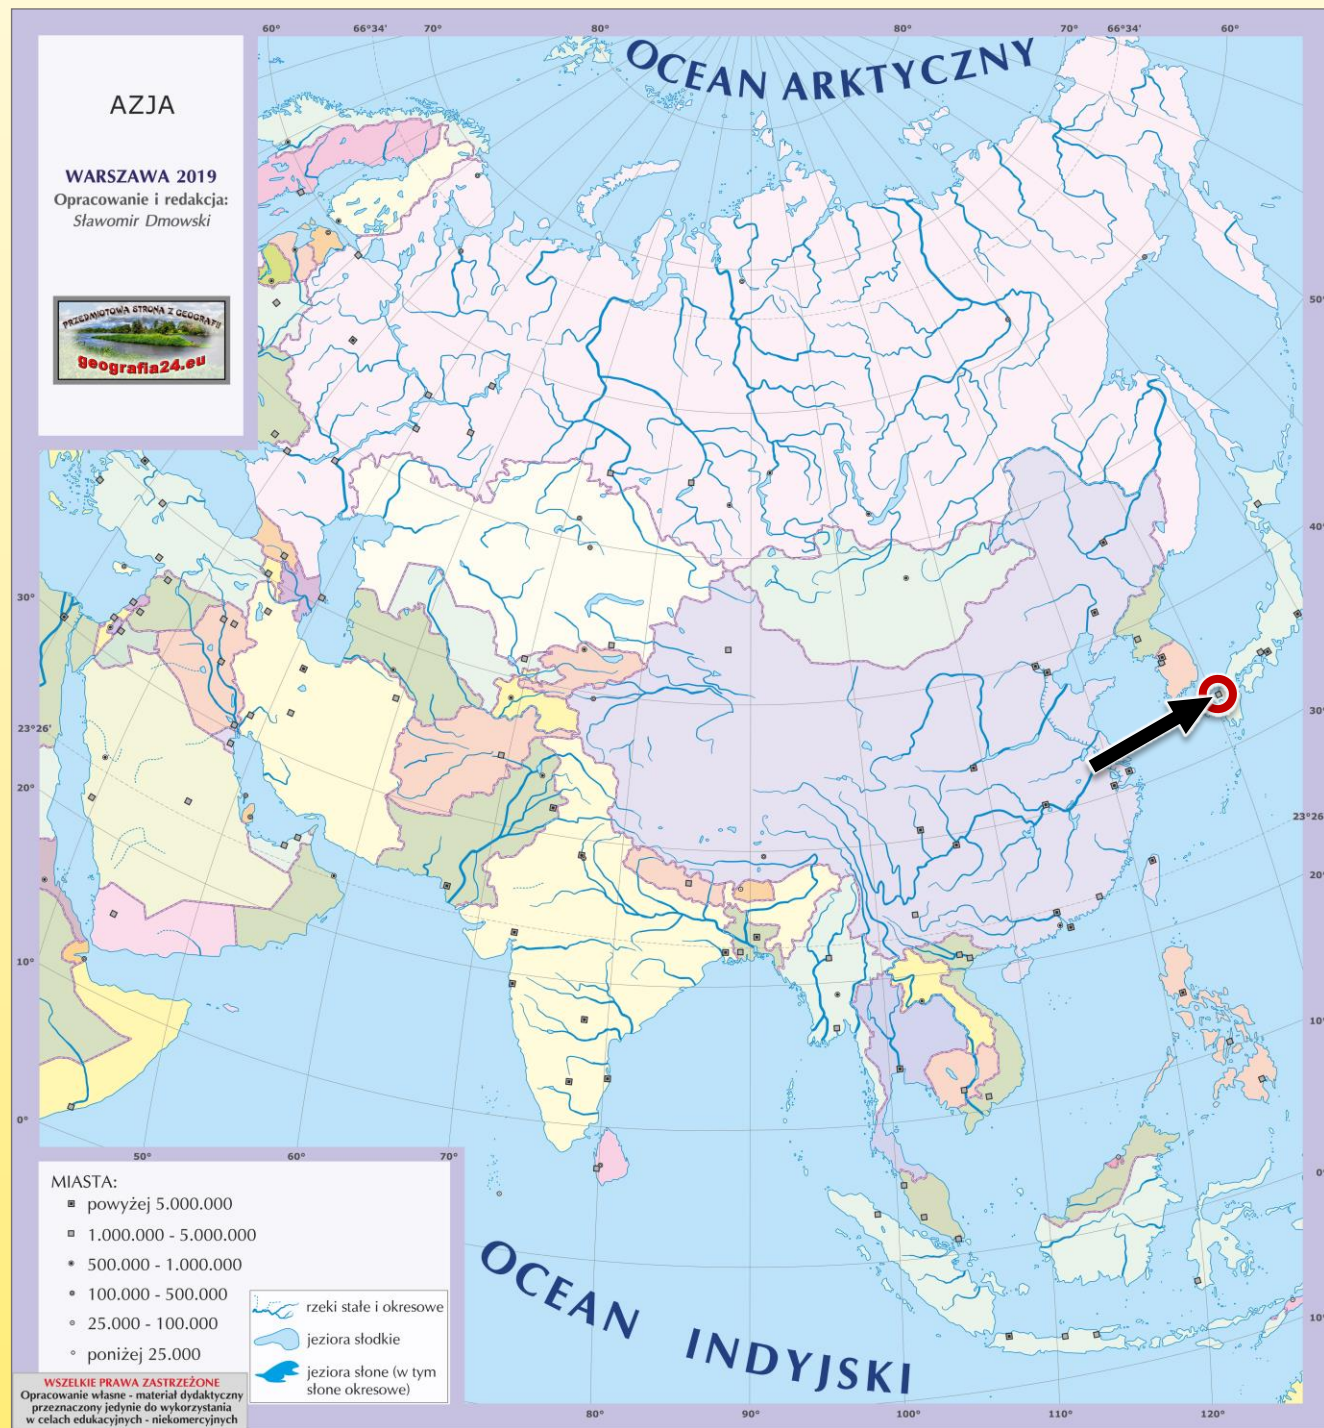 60°
66°34'
70°
80°
80°
70°
66°34'
60°
OCEAN ARKTYCZNY
AZJA
WARSZAWA 2019
Opracowanie i redakcja:
Sławomir Dmowski
PRZEDMIOTOWA STRONA Z GEOGRAFII
geografia24.eu
50°
40°
30°
30°
23°26'
20°
23°26
20°
10°
10°
0°
0°
10°
50°
60°
70°
MIASTA:
powyżej 5.000.000
1.000.000 - 5.000.000
500.000 - 1.000.000
100.000 - 500.000
25.000 - 100.000
poniżej 25.000
rzeki stałe i okresowe
jeziora słodkie
jeziora słone (w tym
słone okresowe)
OCEAN INDYJSKI
WSZELKIE PRAWA ZASTRZEŻONE
Opracowanie własne - materiał dydaktyczny
przeznaczony jedynie do wykorzystania
w celach edukacyjnych - niekomercyjnych
80°
90°
100°
110°
120°